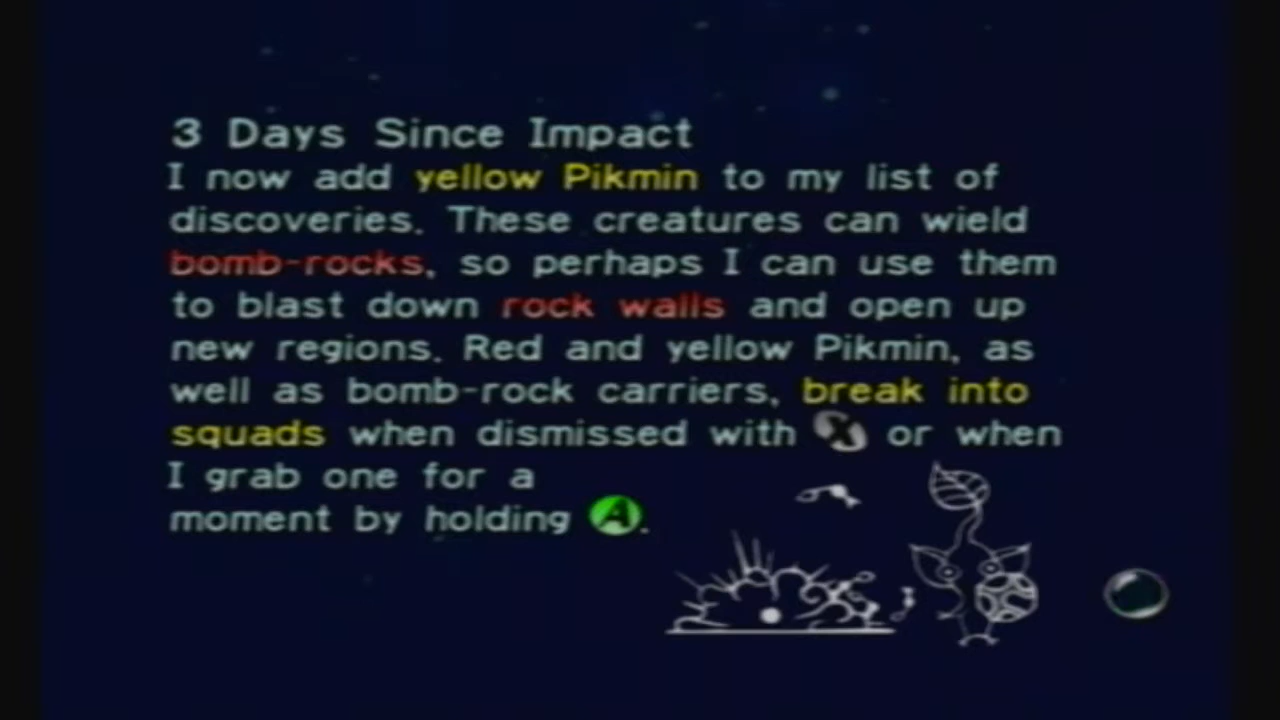 3 Days Since Impact
I now add yellow Pikmin to my list of
discoveries. These creatures can wield
bomb-rocks, so perhaps I can use them
to blast down rock walls and open up
new regions. Red and yellow Pikmin, as
well as bomb-rock carriers, break into
squads when dismissed with X or when
I grab one for a
moment by holding A.